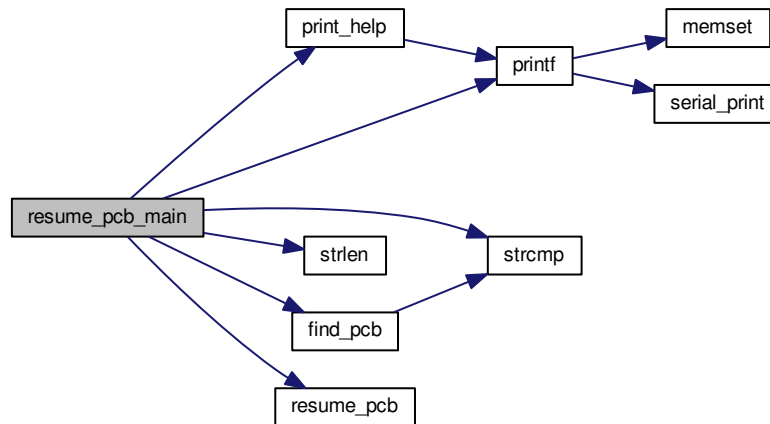 print_help
memset
printf
serial_print
resume_pcb_main
strlen
strcmp
find_pcb
resume_pcb